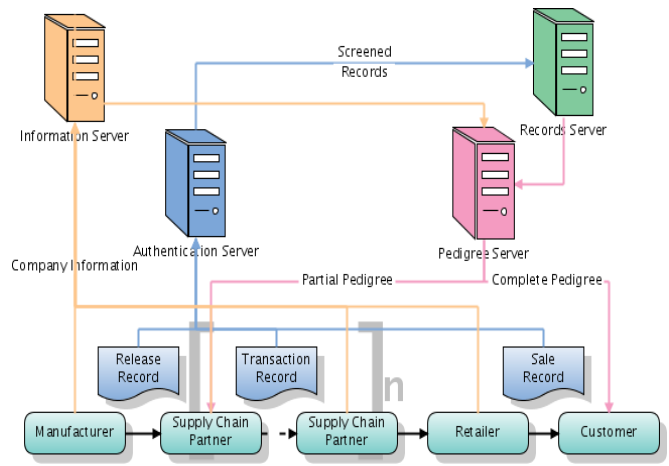 Screened
Records
Information Server
Records Server
Authentication Server
Pedigree Server
Company Information
Partial Pedigree
Complete Pedigree
Release
Record
Transaction
Record
Sale
Record
n
Manufacturer
Supply Chain
Partner
Supply Chain
Partner
Retailer
Customer